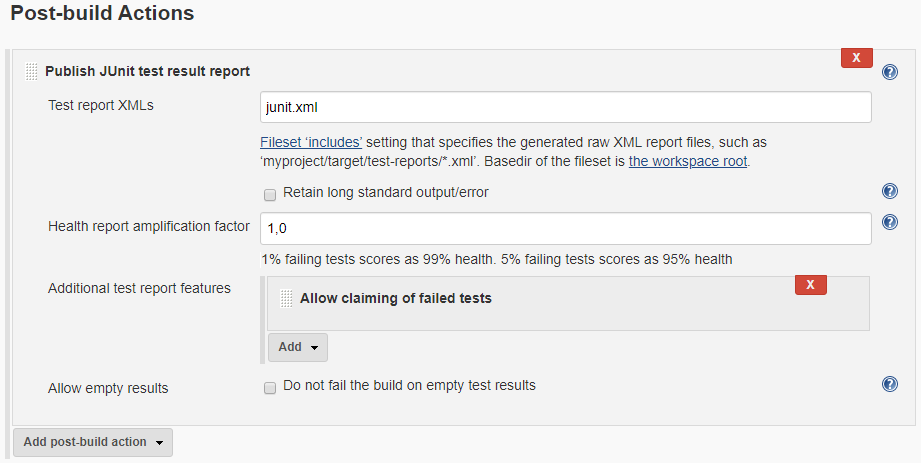 Post-build Actions
X
Publish JUnit test result report
Test report XMLs
junit.xml
Fileset ‘includes’ setting that specifies the generated raw XML report files, such as
‘myproject/target/test-reports/*.xml’. Basedir of the fileset is the workspace root.
Retain long standard output/error
Health report amplification factor
1,0
1% failing tests scores as 99% health. 5% failing tests scores as 95% health
Additional test report features
X
Allow claiming of failed tests
Add
Allow empty results
Do not fail the build on empty test results
Add post-build action